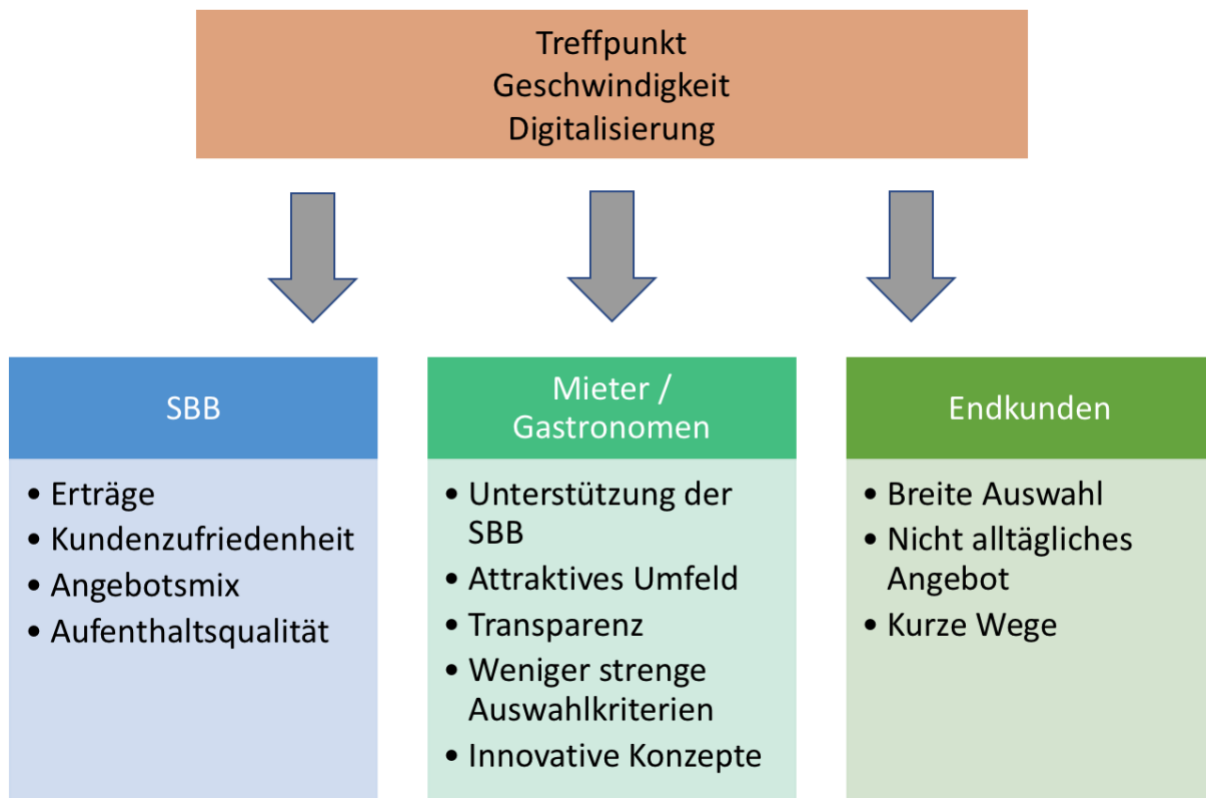 Treffpunkt
Geschwindigkeit
Digitalisierung
SBB
• Erträge
• Kundenzufriedenheit
• Angebotsmix
• Aufenthaltsqualität
Mieter /
Gastronomen
• Unterstützung der
SBB
• Attraktives Umfeld
• Transparenz
• Weniger strenge
Auswahlkriterien
• Innovative Konzepte
Endkunden
• Breite Auswahl
• Nicht alltägliches
Angebot
• Kurze Wege